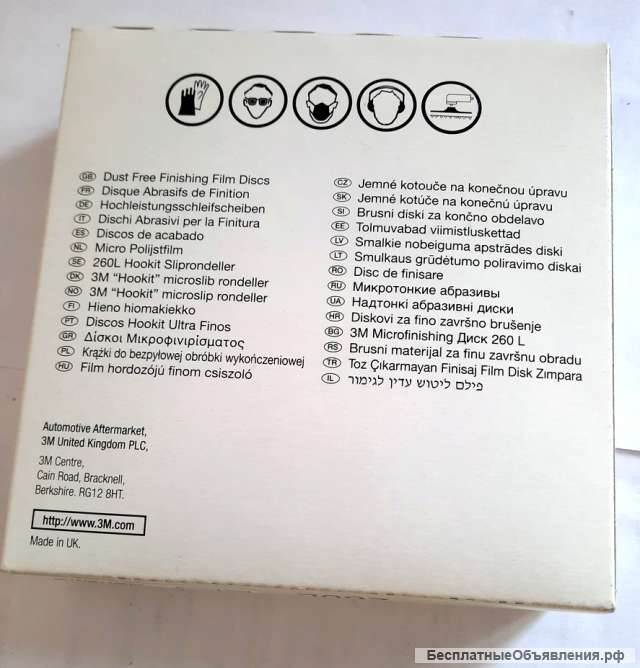 GB Dust Free Finishing Film Discs
FR Disque Abrasifs de Finition
DE Hochleistungsschleifscheiben
IT Dischi Abrasivi per la Finitura
ES Discos de acabado
NL Micro Polijstfilm
SE 260L Hookit Sliprondeller
DK 3M "Hookit" microslip rondeller
NO 3M "Hookit" microslip rondeller
FI Hieno hiomakiekko
PT Discos Hookit Ultra Finos
GR Δίσκοι Μικροφινιρίσματος
PL Krążki do bezpyłowej obróbki wykończeniowej
HU Film hordozójú finom csiszoló
CZ Jemné kotouče na konečnou úpravu
SK Jemné kotúče na konečnú úpravu
SI Brusni diski za končno obdelavo
EE Tolmuvabad viimistluskettad
LV Smalkie nobeiguma apstrādes diski
LT Smulkaus grūdėtumo poliravimo diskai
RO Disc de finisare
RU Микротонкие абразивы
UA Надтонкі абразивні диски
HR Diskovi za fino završno brušenje
BG 3M Microfinishing Диск 260 L
RS Brusni materijal za finu završnu obradu
TR Toz Çıkarmayan Finisaj Film Disk Zımpara
IL פילם ליטוש עדין לגימור
Automotive Aftermarket,
3M United Kingdom PLC,
3M Centre,
Cain Road, Bracknell,
Berkshire. RG12 8HT.
http://www.3M.com
Made in UK.
БесплатныеОбъявления.рф